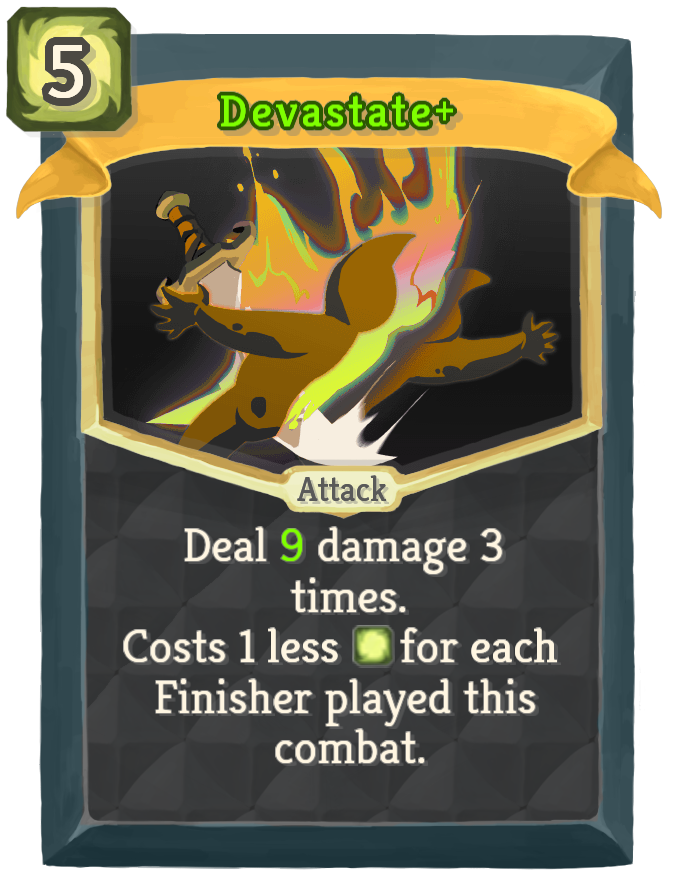 5
Devastate+
Attack
Deal 9 damage 3
times.
Costs 1 less for each
Finisher played this
combat.